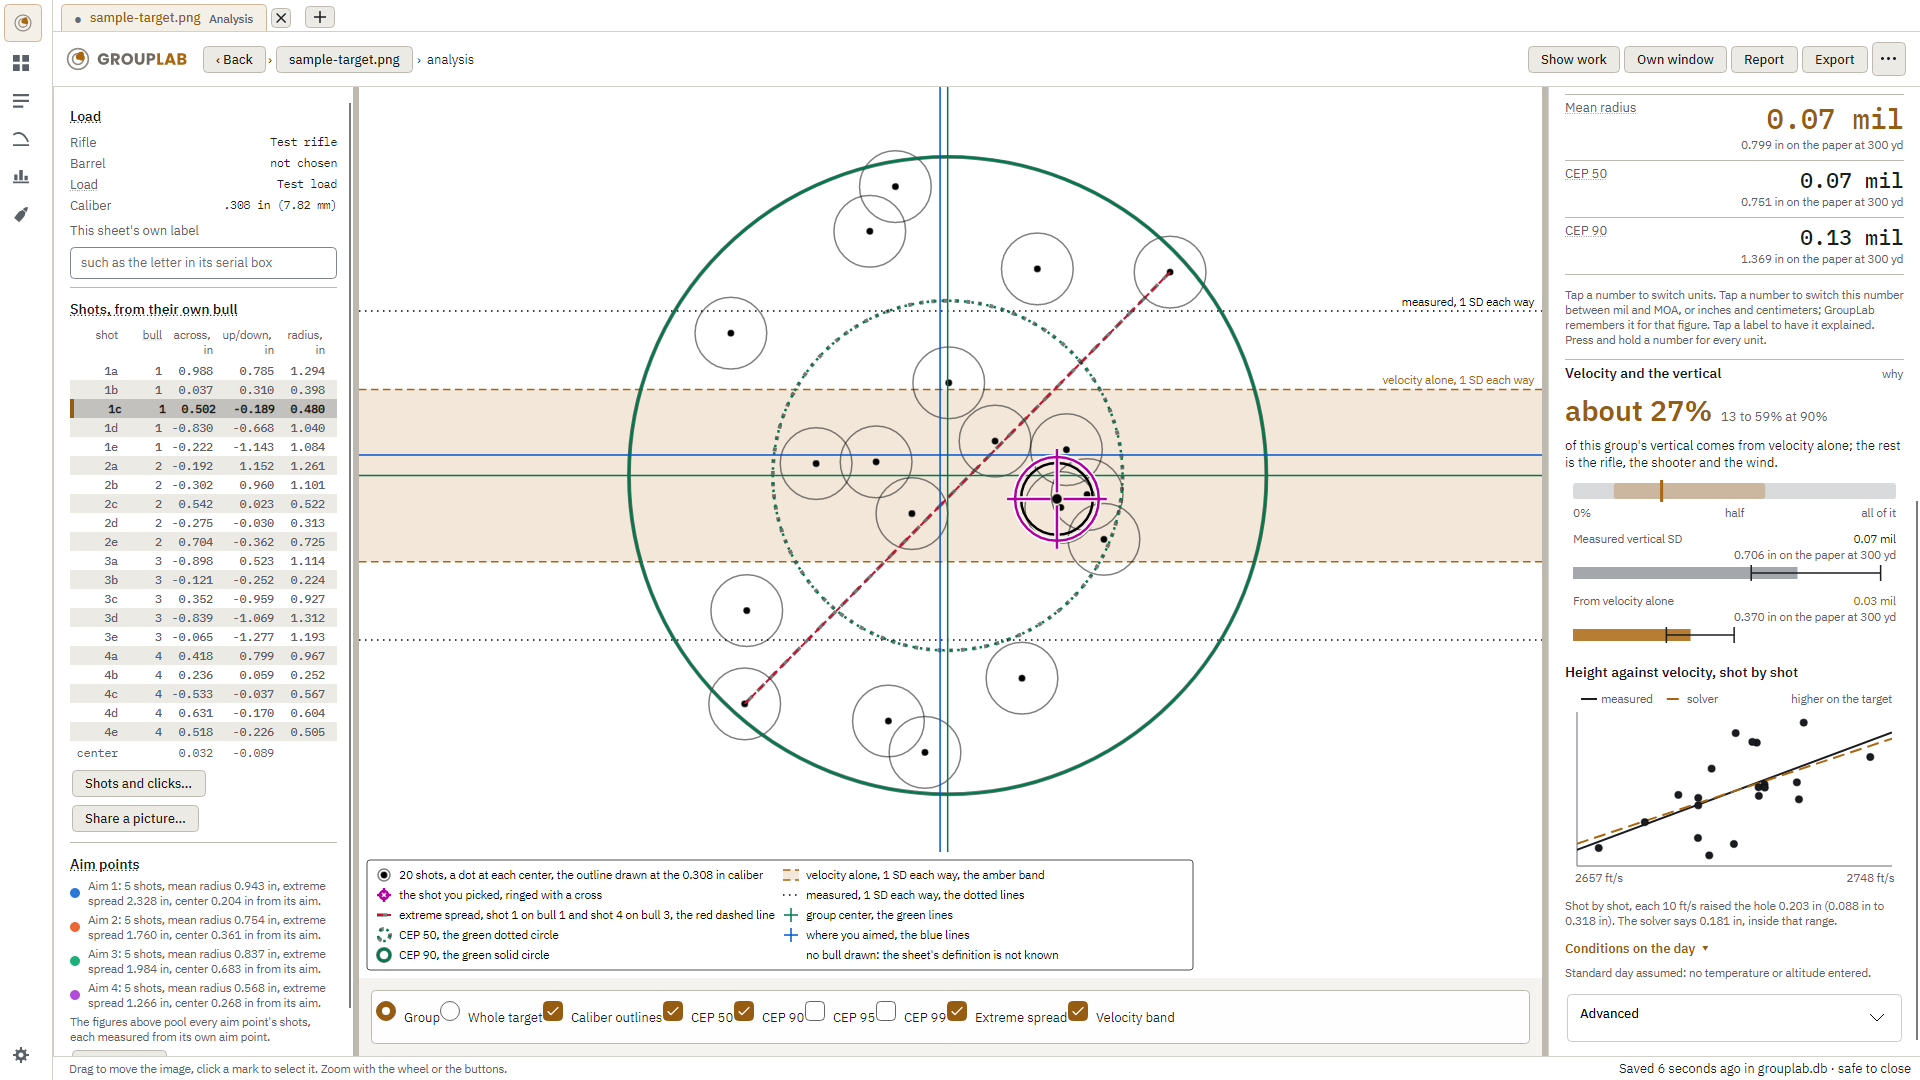 sample-target.png Analysis
GROUPLAB
‹ Back › sample-target.png › analysis
Show work
Own window
Report
Export
Load
Rifle Test rifle
Barrel not chosen
Load Test load
Caliber .308 in (7.82 mm)
This sheet's own label
such as the letter in its serial box
Shots, from their own bull
shot bull across, in up/down, in radius, in
1a 1 0.988 0.785 1.294
1b 1 0.037 0.310 0.398
1c 1 0.502 -0.189 0.480
1d 1 -0.830 -0.668 1.040
1e 1 -0.222 -1.143 1.084
2a 2 -0.192 1.152 1.261
2b 2 -0.302 0.960 1.101
2c 2 0.542 0.023 0.522
2d 2 -0.275 -0.030 0.313
2e 2 0.704 -0.362 0.725
3a 3 -0.898 0.523 1.114
3b 3 -0.121 -0.252 0.224
3c 3 0.352 -0.959 0.927
3d 3 -0.839 -1.069 1.312
3e 3 -0.065 -1.277 1.193
4a 4 0.418 0.799 0.967
4b 4 0.236 0.059 0.252
4c 4 -0.533 -0.037 0.567
4d 4 0.631 -0.170 0.604
4e 4 0.518 -0.226 0.505
center 0.032 -0.089
Shots and clicks...
Share a picture...
Aim points
Aim 1: 5 shots, mean radius 0.943 in, extreme
spread 2.328 in, center 0.204 in from its aim.
Aim 2: 5 shots, mean radius 0.754 in, extreme
spread 1.760 in, center 0.361 in from its aim.
Aim 3: 5 shots, mean radius 0.837 in, extreme
spread 1.984 in, center 0.683 in from its aim.
Aim 4: 5 shots, mean radius 0.568 in, extreme
spread 1.266 in, center 0.268 in from its aim.
The figures above pool every aim point's shots,
each measured from its own aim point.
measured, 1 SD each way
velocity alone, 1 SD each way
20 shots, a dot at each center, the outline drawn at the 0.308 in caliber
the shot you picked, ringed with a cross
extreme spread, shot 1 on bull 1 and shot 4 on bull 3, the red dashed line
CEP 50, the green dotted circle
CEP 90, the green solid circle
velocity alone, 1 SD each way, the amber band
measured, 1 SD each way, the dotted lines
group center, the green lines
where you aimed, the blue lines
no bull drawn: the sheet's definition is not known
Group Whole target Caliber outlines CEP 50 CEP 90 CEP 95 CEP 99 Extreme spread Velocity band
Mean radius 0.07 mil
0.799 in on the paper at 300 yd
CEP 50 0.07 mil
0.751 in on the paper at 300 yd
CEP 90 0.13 mil
1.369 in on the paper at 300 yd
Tap a number to switch units. Tap a number to switch this number
between mil and MOA, or inches and centimeters; GroupLab
remembers it for that figure. Tap a label to have it explained.
Press and hold a number for every unit.
Velocity and the vertical why
about 27% 13 to 59% at 90%
of this group's vertical comes from velocity alone; the rest
is the rifle, the shooter and the wind.
0% half all of it
Measured vertical SD 0.07 mil
0.706 in on the paper at 300 yd
From velocity alone 0.03 mil
0.370 in on the paper at 300 yd
Height against velocity, shot by shot
measured solver higher on the target
2657 ft/s 2748 ft/s
Shot by shot, each 10 ft/s raised the hole 0.203 in (0.088 in to
0.318 in). The solver says 0.181 in, inside that range.
Conditions on the day
Standard day assumed: no temperature or altitude entered.
Advanced
Drag to move the image, click a mark to select it. Zoom with the wheel or the buttons.
Saved 6 seconds ago in grouplab.db · safe to close